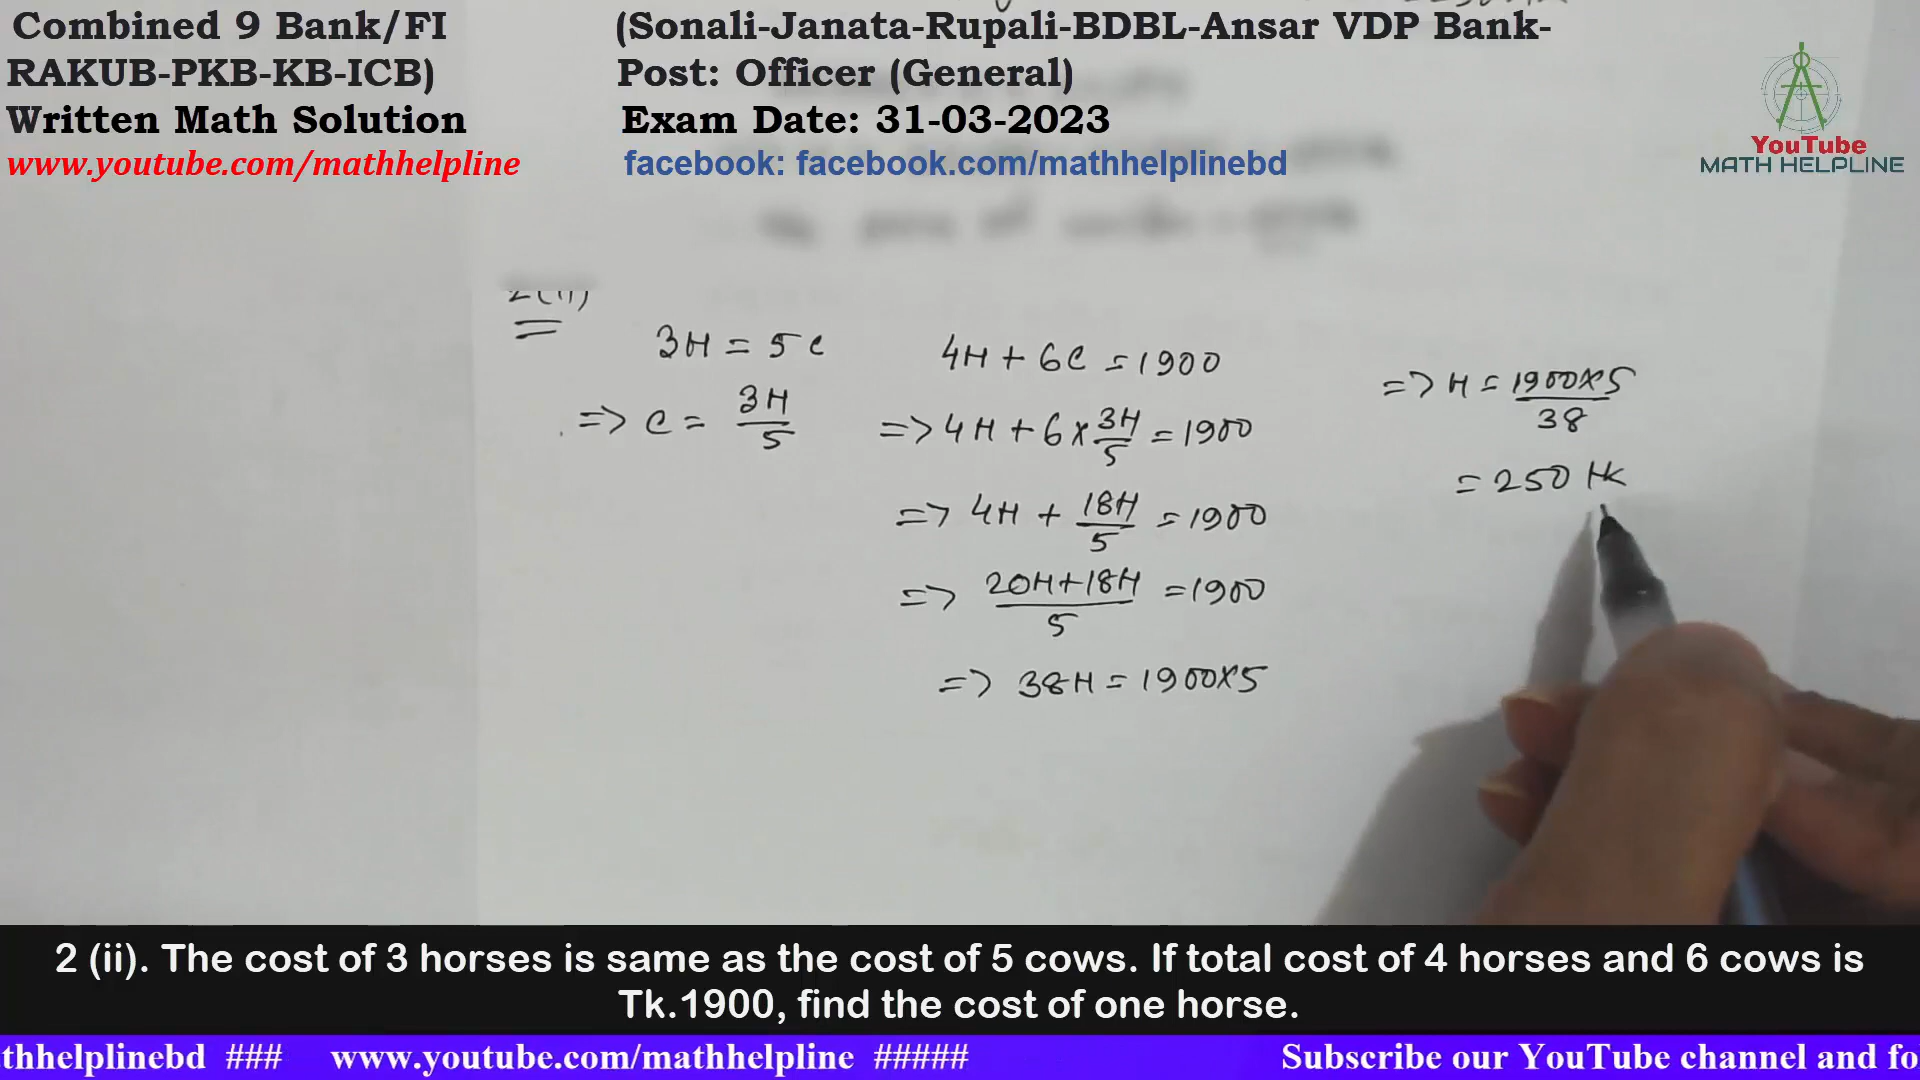 Combined 9 Bank/FI (Sonali-Janata-Rupali-BDBL-Ansar VDP Bank-
RAKUB-PKB-KB-ICB) Post: Officer (General)
Written Math Solution Exam Date: 31-03-2023
www.youtube.com/mathhelpline facebook: facebook.com/mathhelplinebd
YouTube
MATH HELPLINE
2(ii)
3H = 5C
=> C = 3H/5
4H + 6C = 1900
=> 4H + 6 × 3H/5 = 1900
=> 4H + 18H/5 = 1900
=> 20H+18H/5 = 1900
=> 38H = 1900×5
=> H = 1900×5/38
= 250 tk
2 (ii). The cost of 3 horses is same as the cost of 5 cows. If total cost of 4 horses and 6 cows is
Tk.1900, find the cost of one horse.
thhelplinebd ### www.youtube.com/mathhelpline ##### Subscribe our YouTube channel and fo